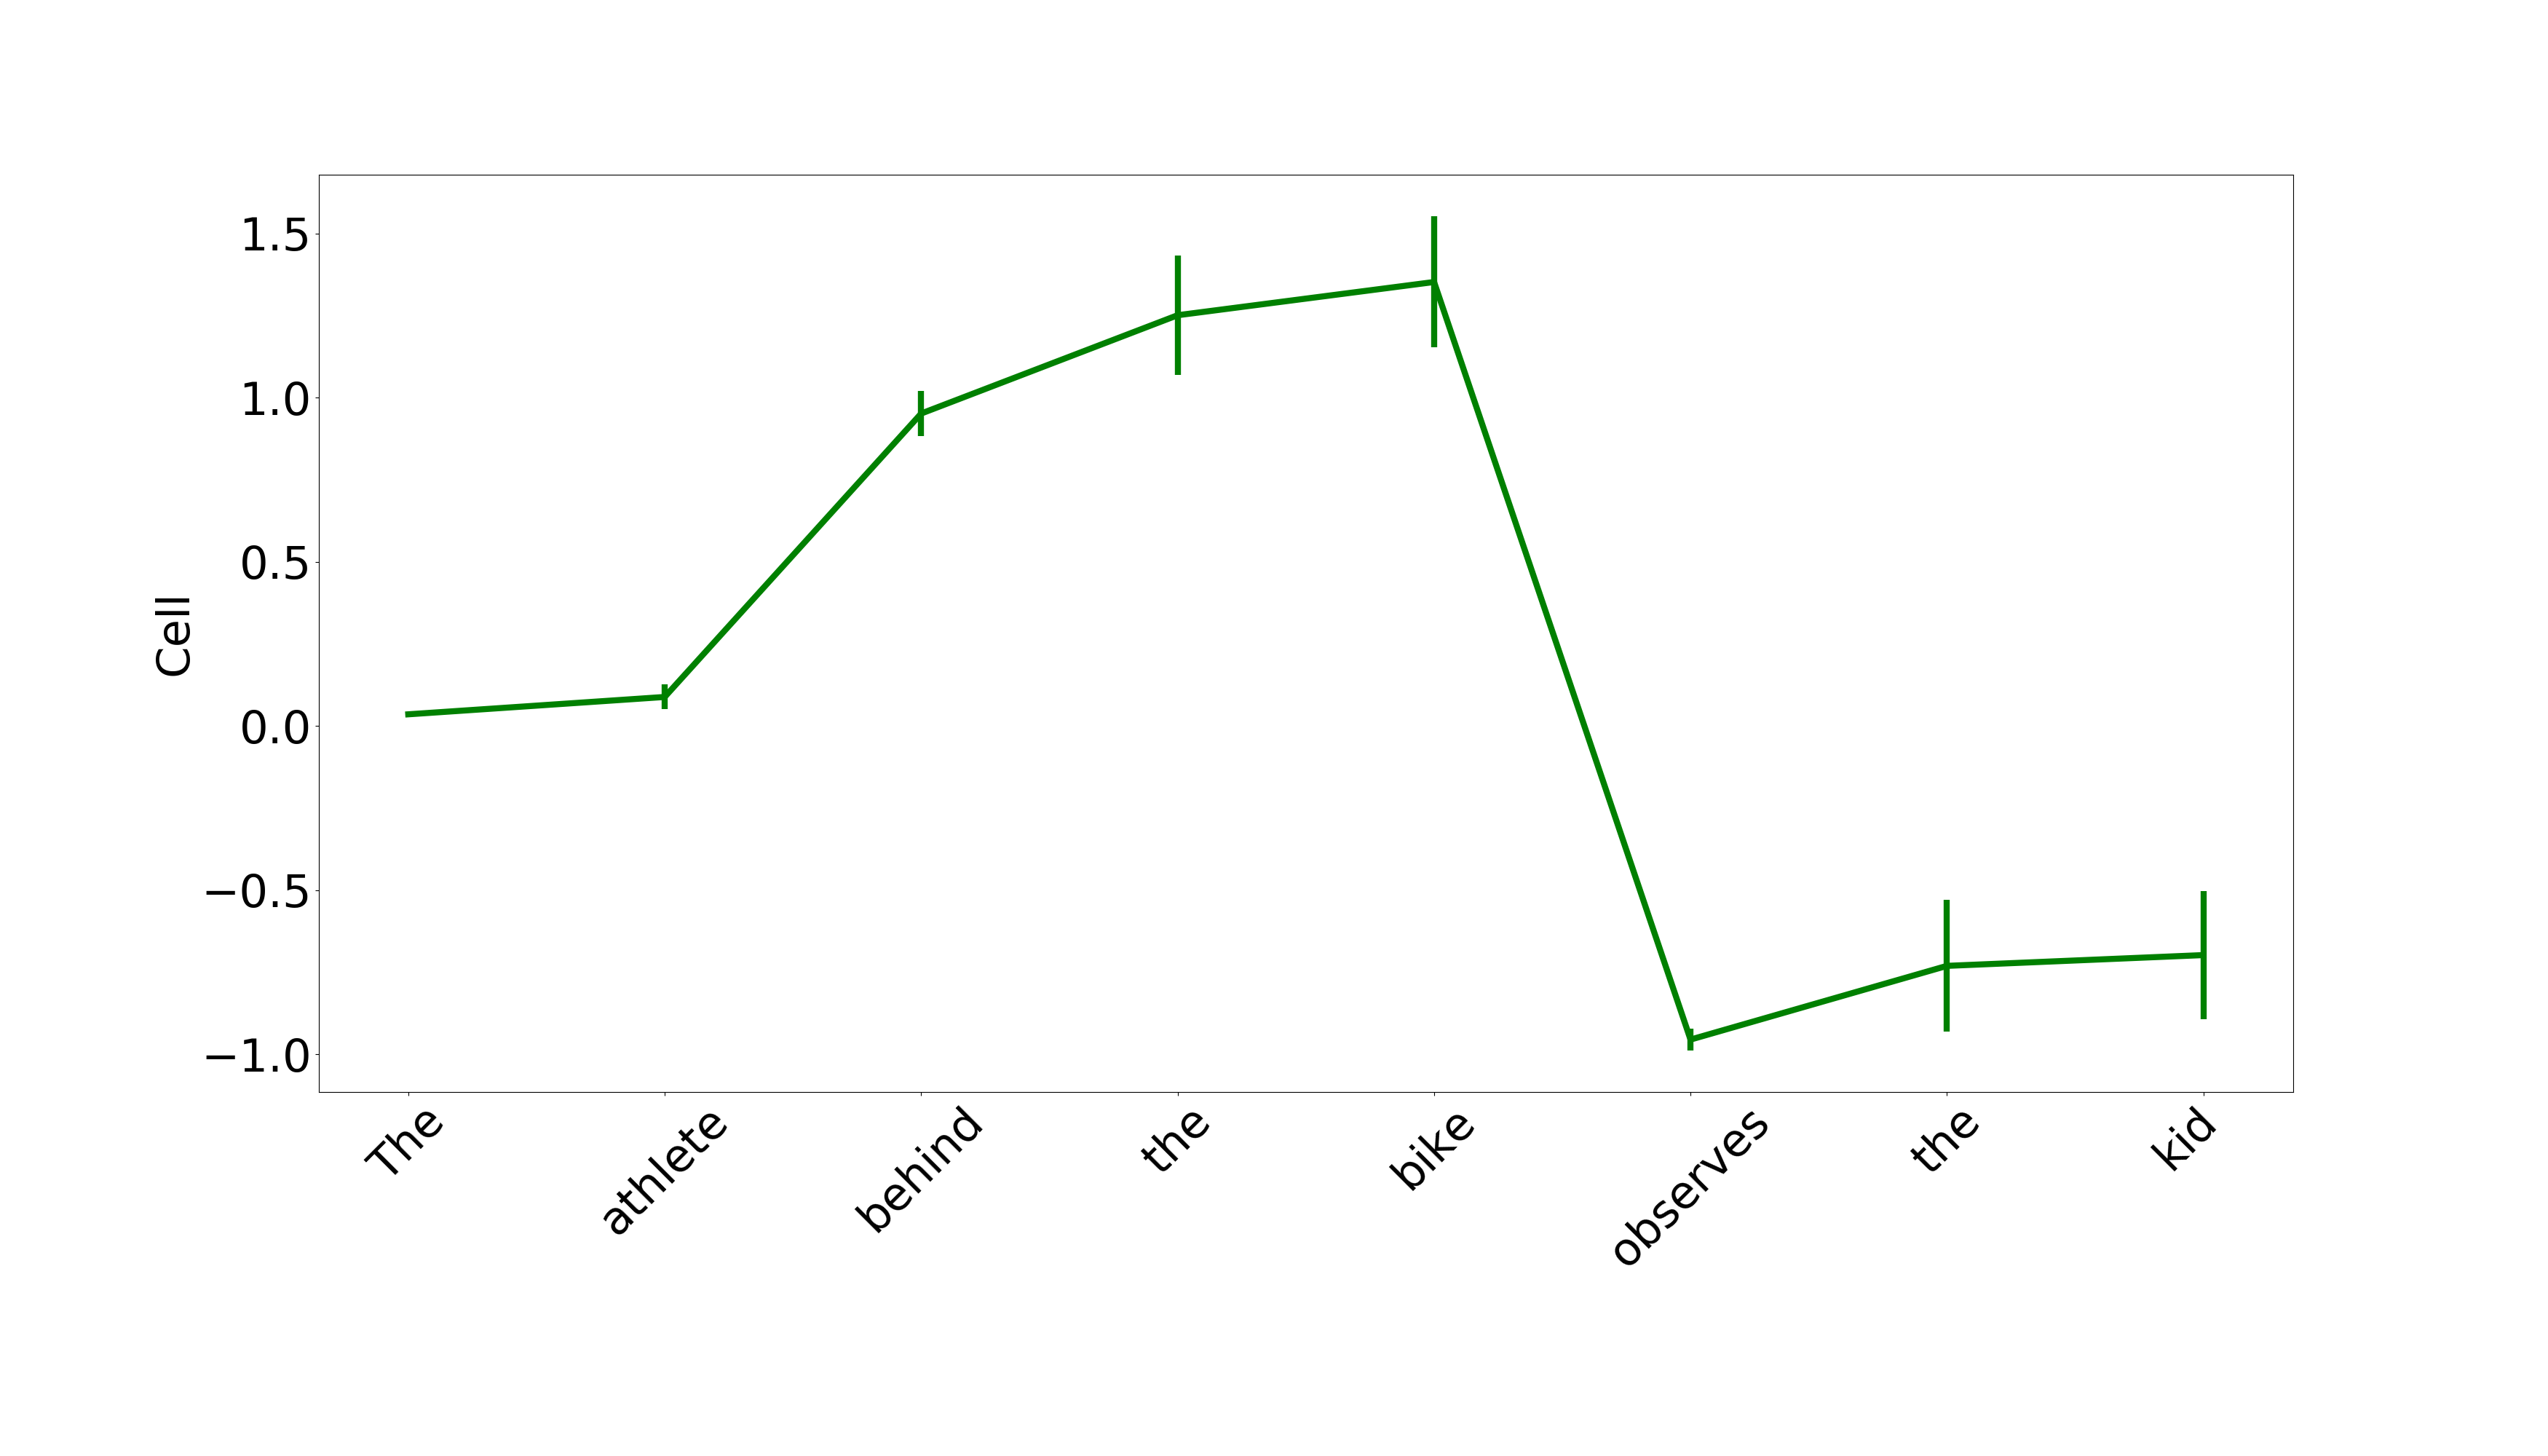 Cell
1.5
1.0
0.5
0.0
−0.5
−1.0
The
athlete
behind
the
bike
observes
the
kid